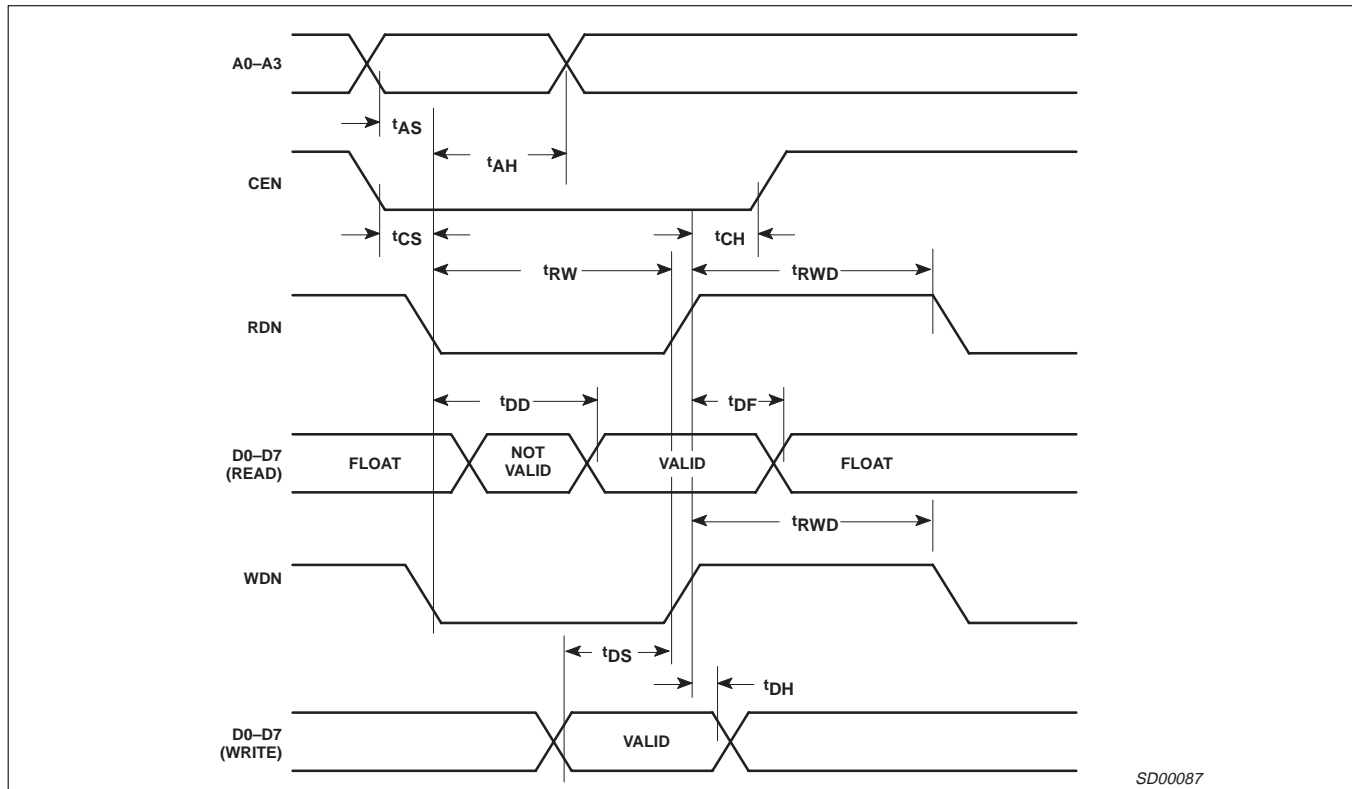 A0–A3
tAS
tAH
CEN
tCS
tCH
tRW
tRWD
RDN
tDD
tDF
D0–D7
(READ)
FLOAT
NOT
VALID
VALID
FLOAT
tRWD
WDN
tDS
tDH
D0–D7
(WRITE)
VALID
SD00087